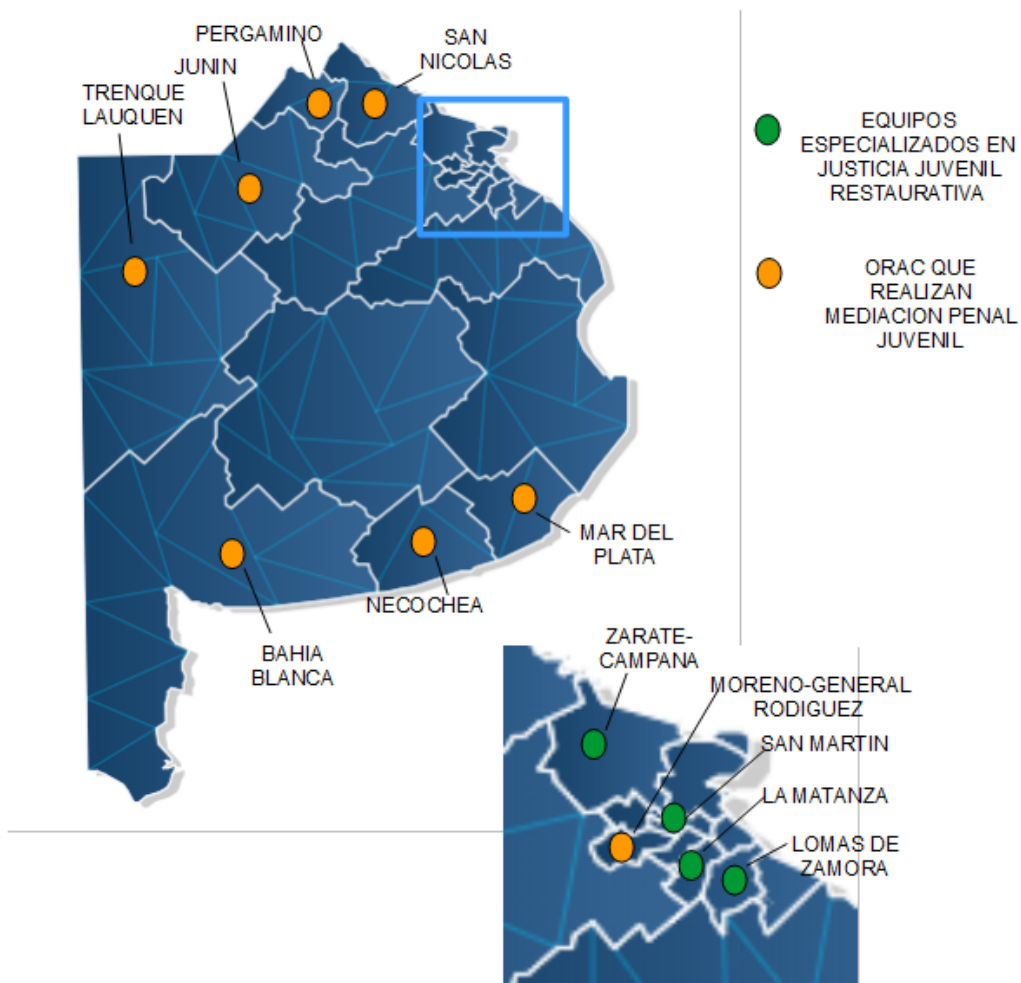 PERGAMINO
SAN
NICOLAS
JUNIN
TRENQUE
LAUQUEN
EQUIPOS
ESPECIALIZADOS EN
JUSTICIA JUVENIL
RESTAURATIVA
ORAC QUE
REALIZAN
MEDIACION PENAL
JUVENIL
MAR DEL
PLATA
NECOCHEA
BAHIA
BLANCA
ZARATE-
CAMPANA
MORENO-GENERAL
RODIGUEZ
SAN MARTIN
LA MATANZA
LOMAS DE
ZAMORA